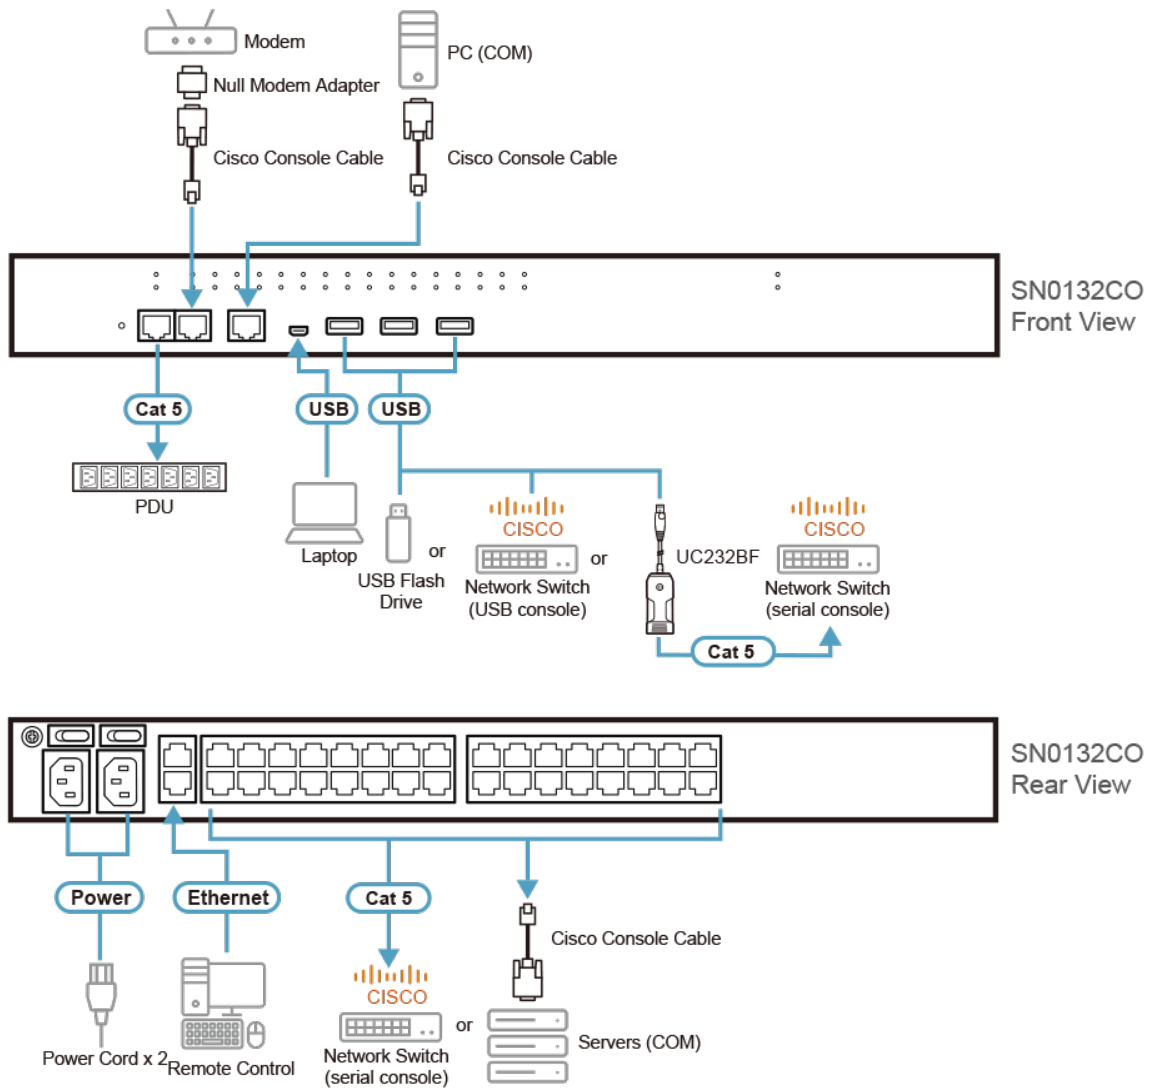 Modem
PC (COM)
Null Modem Adapter
Cisco Console Cable
Cisco Console Cable
SN0132CO
Front View
Cat 5
USB
USB
PDU
Laptop
USB Flash
Drive
or
CISCO
Network Switch
(USB console)
or
UC232BF
CISCO
Network Switch
(serial console)
Cat 5
SN0132CO
Rear View
Power
Ethernet
Cat 5
Cisco Console Cable
Power Cord x 2
Remote Control
CISCO
Network Switch
(serial console)
or
Servers (COM)